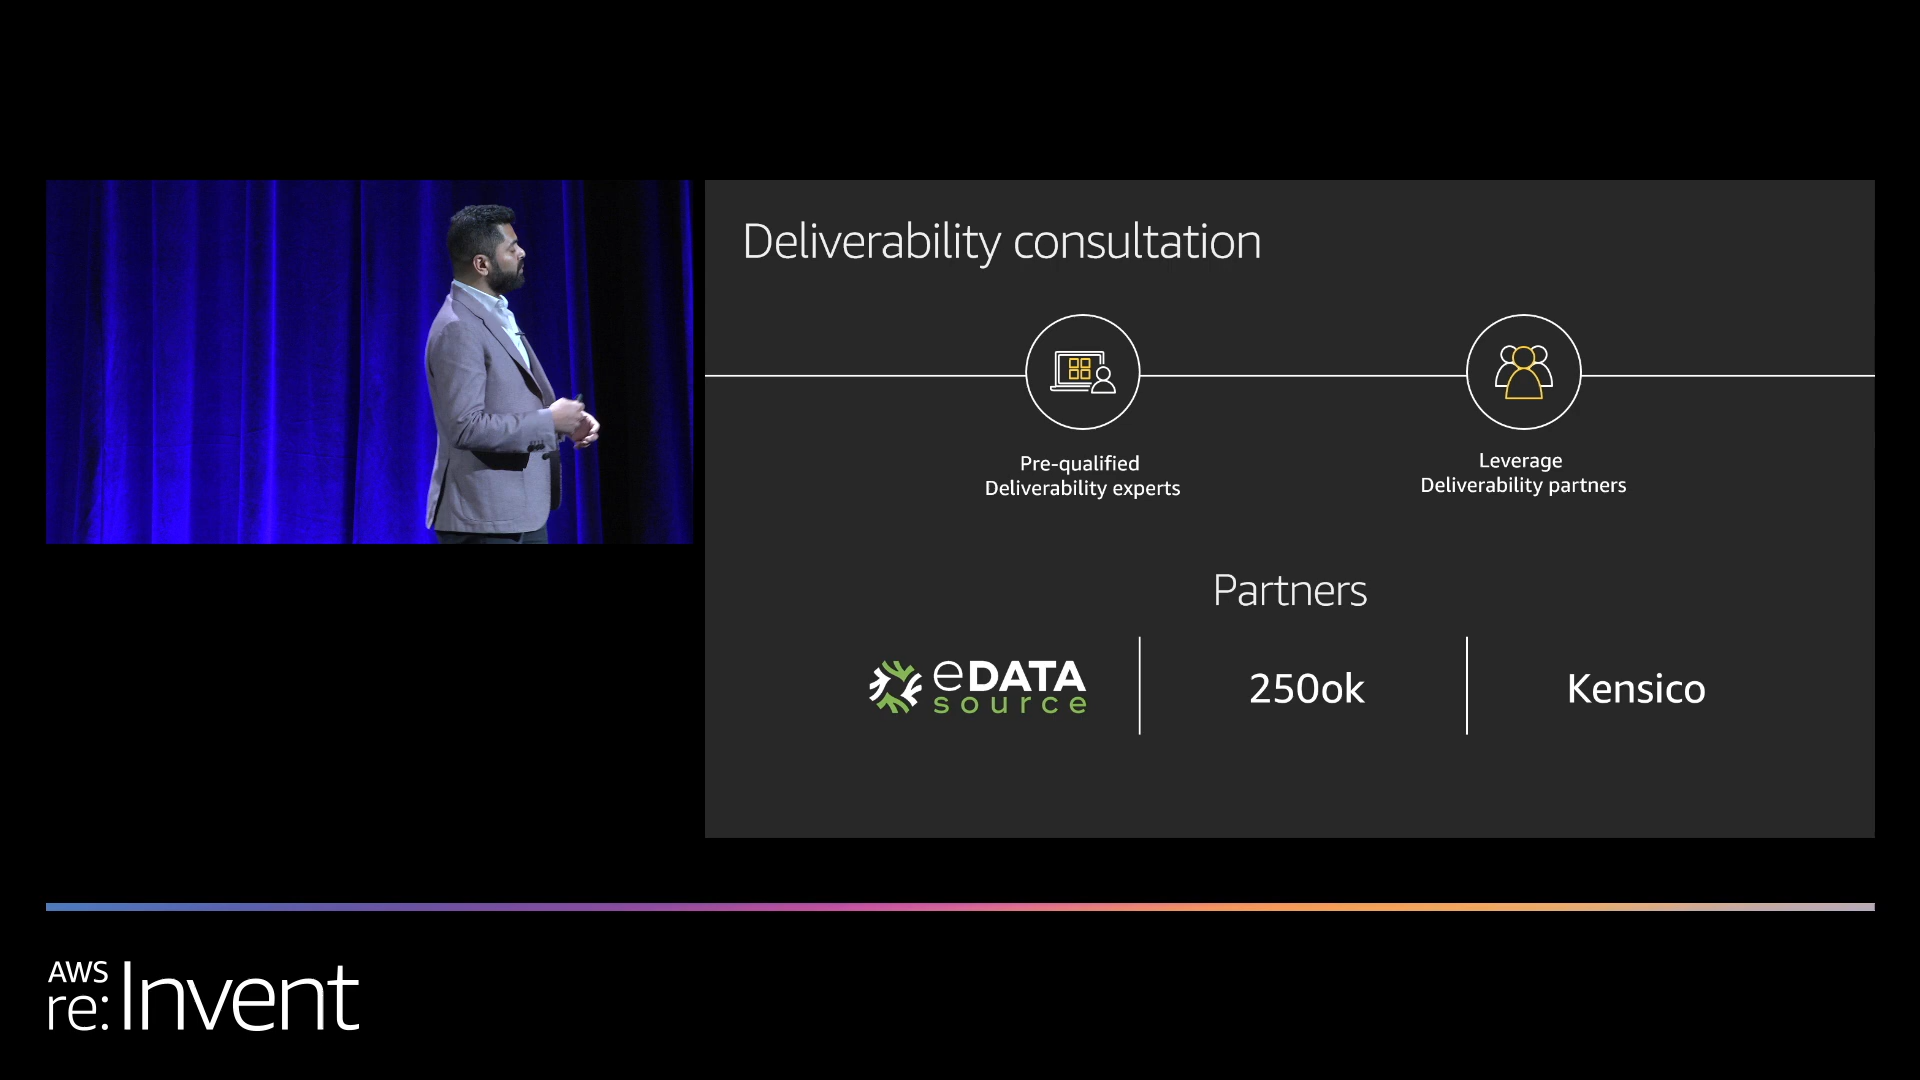 Deliverability consultation
Pre-qualified
Deliverability experts
Leverage
Deliverability partners
Partners
eDATA
source
250ok
Kensico
AWS
re:Invent